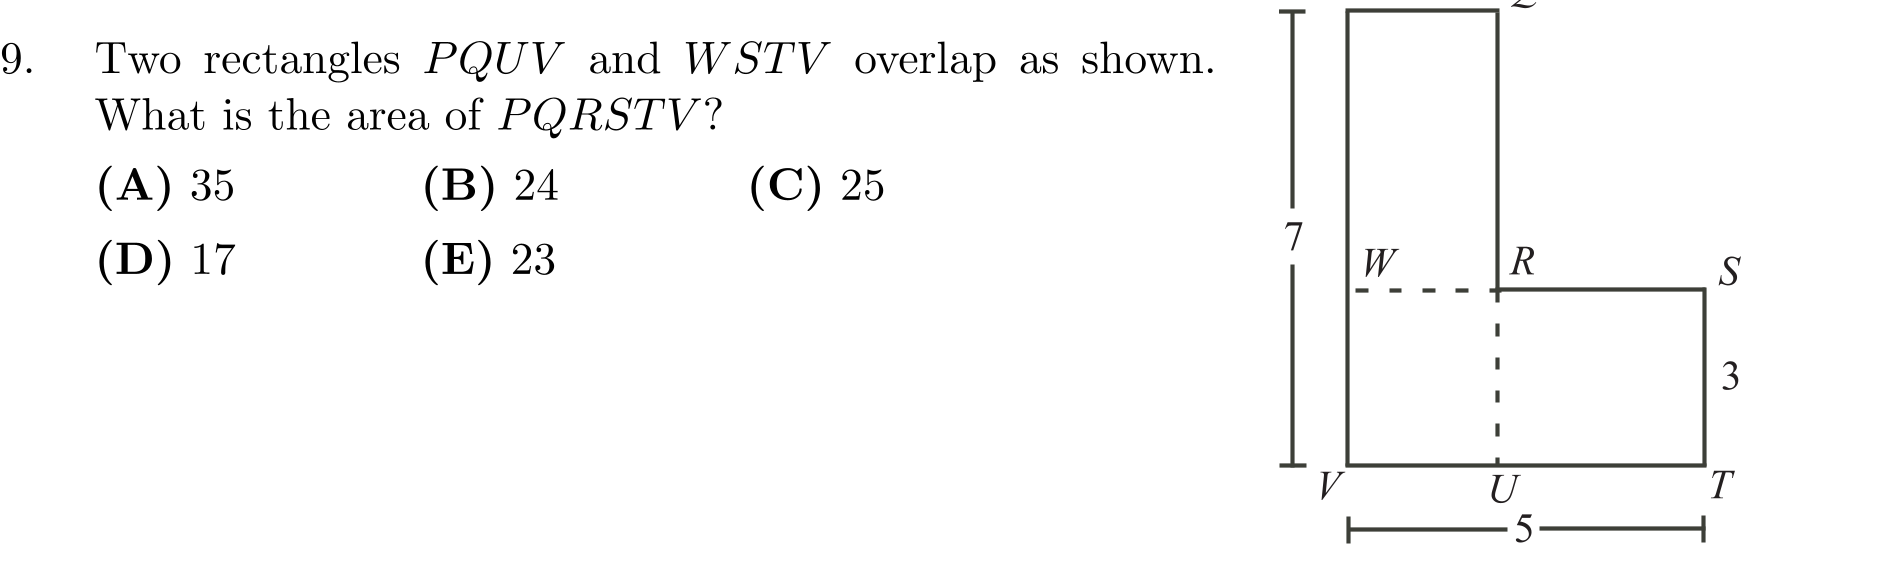 9. Two rectangles PQUV and WSTV overlap as shown.
What is the area of PQRSTV?
(A) 35 (B) 24 (C) 25
(D) 17 (E) 23
7
W R S
3
V U T
5